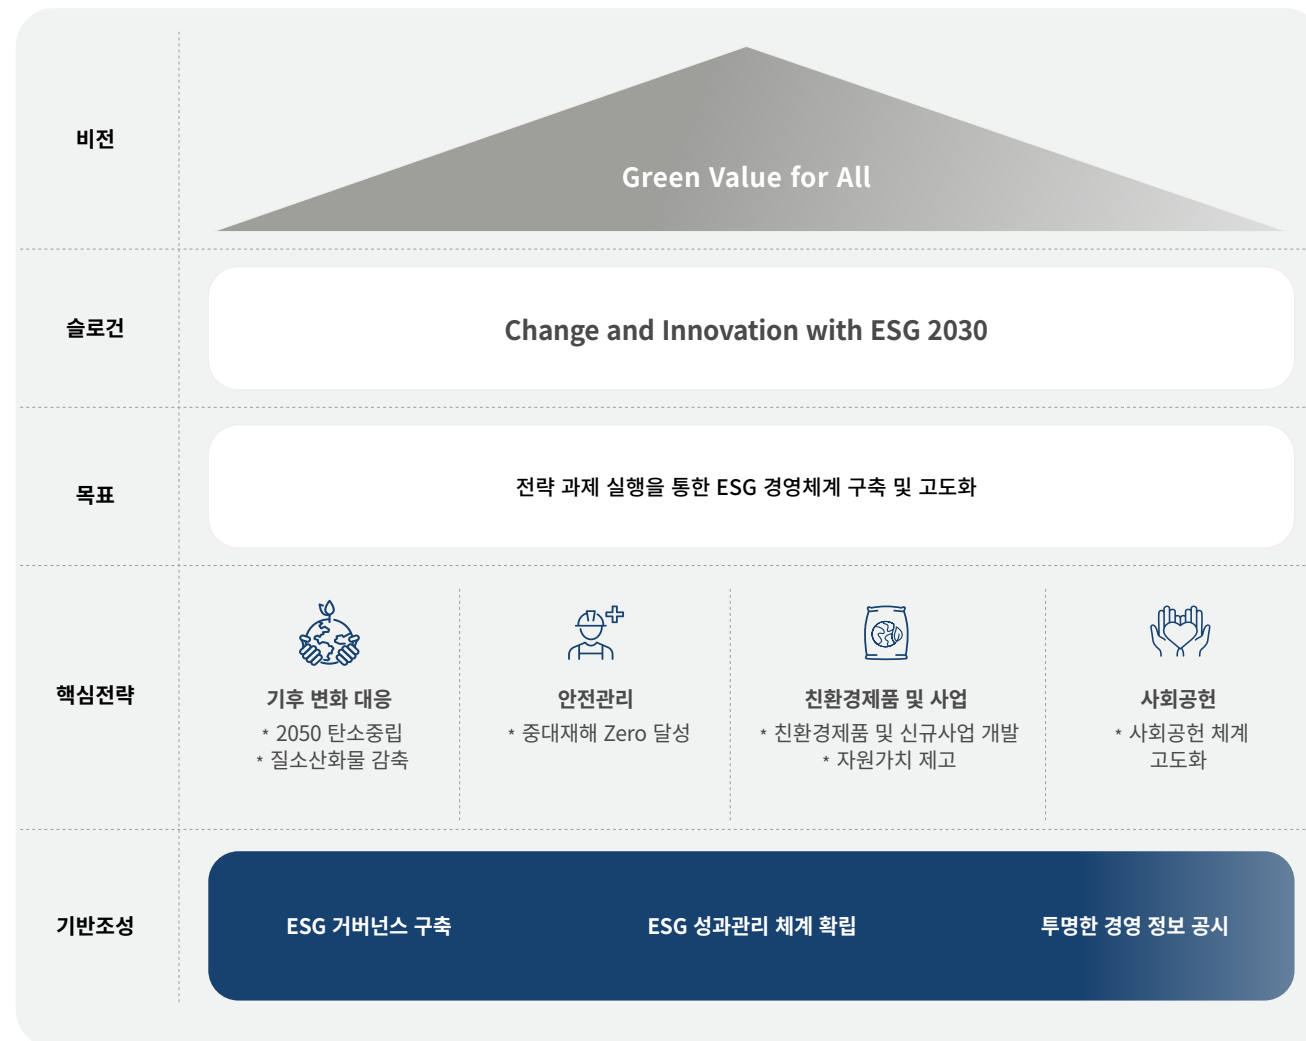 비전
Green Value for All
슬로건
Change and Innovation with ESG 2030
목표
전략 과제 실행을 통한 ESG 경영체계 구축 및 고도화
핵심전략
기후 변화 대응
* 2050 탄소중립
* 질소산화물 감축
안전관리
* 중대재해 Zero 달성
친환경제품 및 사업
* 친환경제품 및 신규사업 개발
* 자원가치 제고
사회공헌
* 사회공헌 체계
고도화
기반조성
ESG 거버넌스 구축
ESG 성과관리 체계 확립
투명한 경영 정보 공시